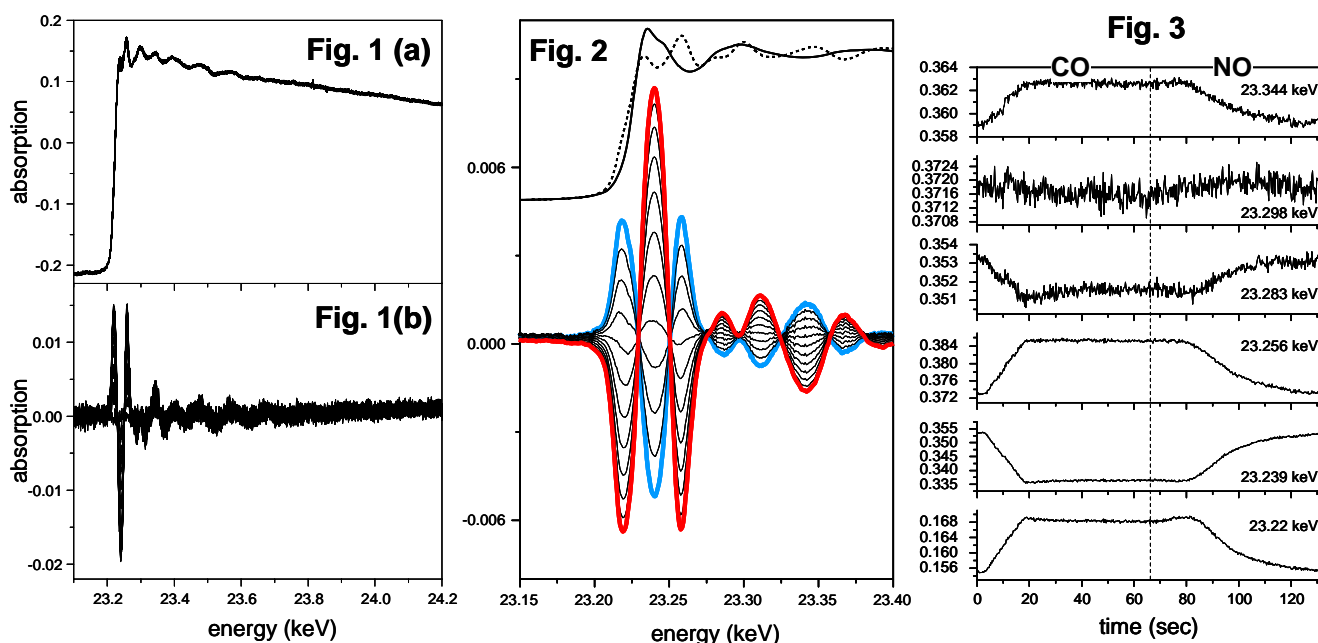 Fig. 1 (a)
0.2
0.1
0.0
-0.1
-0.2
absorption
Fig. 1(b)
0.01
0.00
-0.01
-0.02
absorption
23.2 23.4 23.6 23.8 24.0 24.2
energy (keV)
Fig. 2
0.006
0.000
-0.006
23.15 23.20 23.25 23.30 23.35 23.40
energy (keV)
Fig. 3
CO NO
0.364
0.362
0.360
0.358
23.344 keV
0.3724
0.3720
0.3716
0.3712
0.3708
23.298 keV
0.354
0.352
0.351
23.283 keV
0.384
0.380
0.376
0.372
23.256 keV
0.355
0.350
0.345
0.340
0.335
23.239 keV
0.168
0.164
0.160
0.156
23.22 keV
0 20 40 60 80 100 120
time (sec)